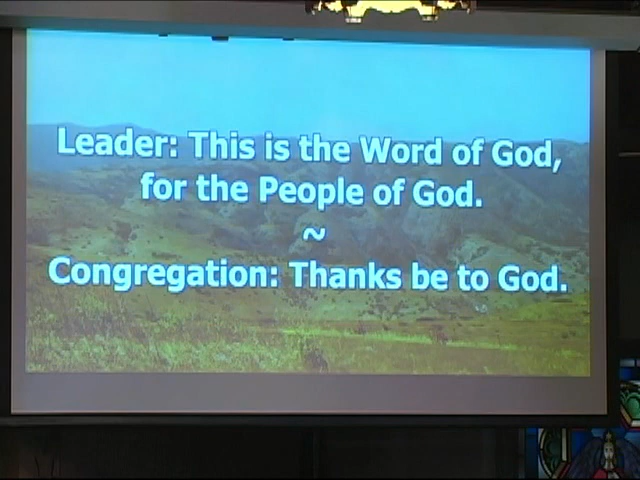 Leader: This is the Word of God,
for the People of God.
~
Congregation: Thanks be to God.